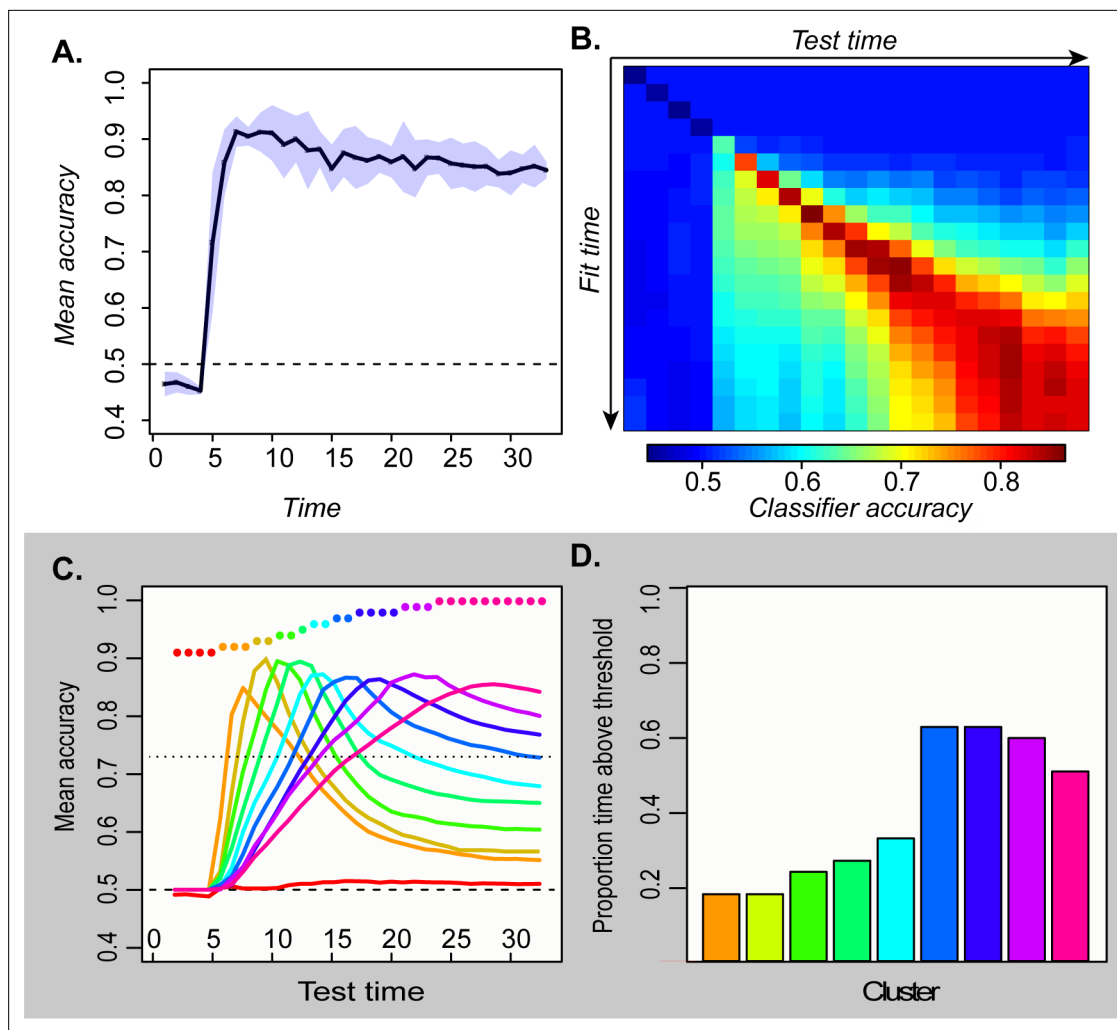 A.
Mean accuracy
1.0
0.9
0.8
0.7
0.6
0.5
0.4
0 5 10 15 20 25 30
Time
B.
Test time
Fit time
0.5 0.6 0.7 0.8
Classifier accuracy
C.
Mean accuracy
1.0
0.9
0.8
0.7
0.6
0.5
0.4
0 5 10 15 20 25 30
Test time
D.
Proportion time above threshold
1.0
0.8
0.6
0.4
0.2
Cluster